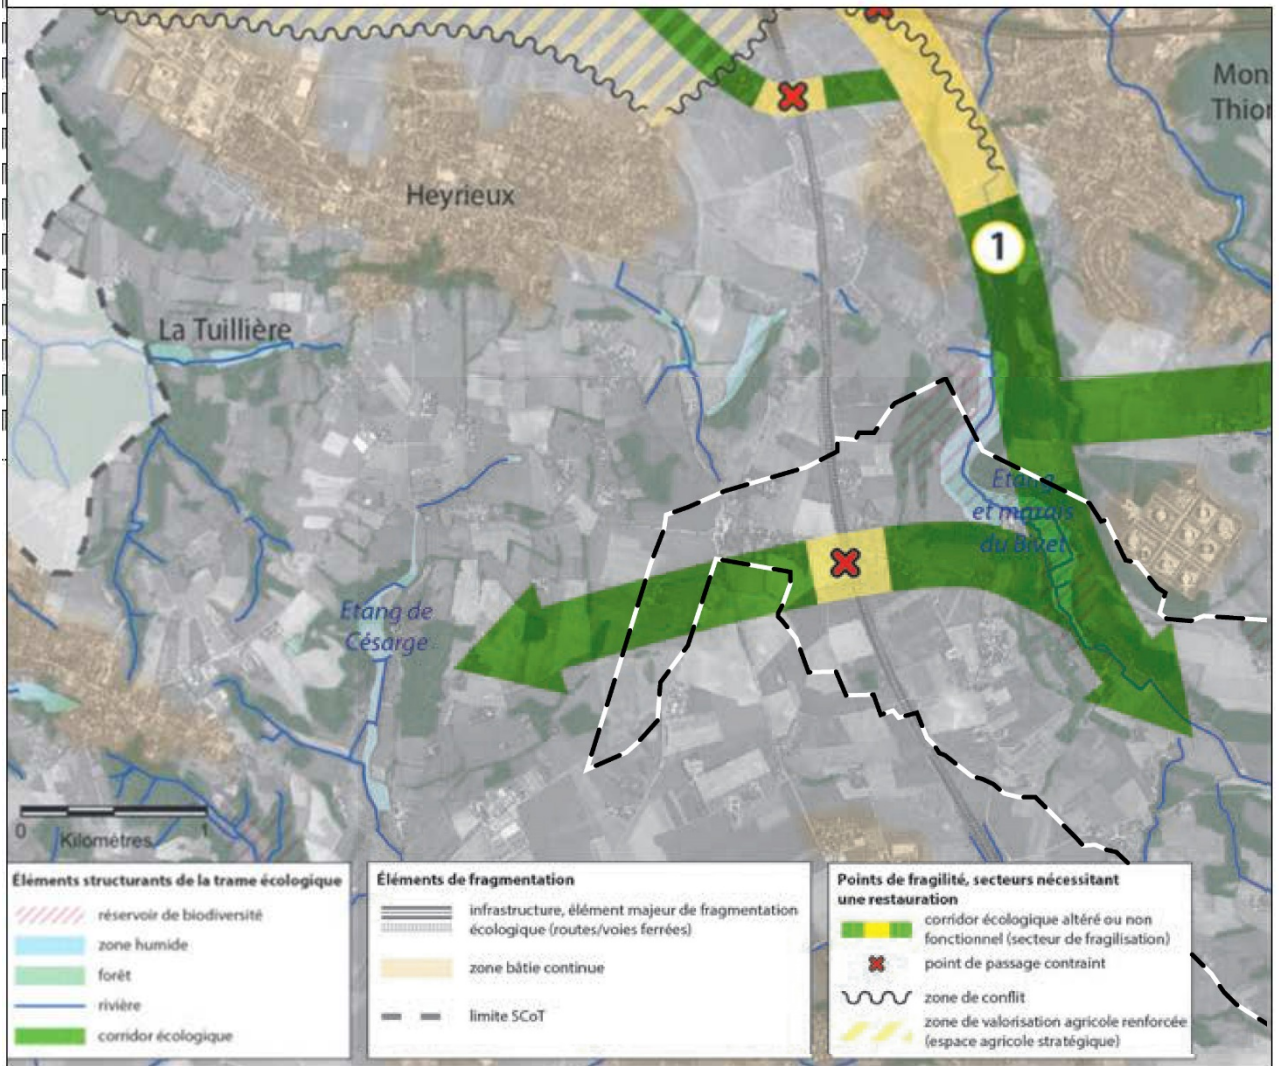 Mon
Thio
Heyrieux
1
La Tuillière
Etang
et marais
du Bivet
Etang de
Césarge
0
1
Kilomètres
Éléments structurants de la trame écologique
réservoir de biodiversité
zone humide
forêt
rivière
corridor écologique
Éléments de fragmentation
infrastructure, élément majeur de fragmentation
écologique (routes/voies ferrées)
zone bâtie continue
limite SCoT
Points de fragilité, secteurs nécessitant
une restauration
corridor écologique altéré ou non
fonctionnel (secteur de fragilisation)
point de passage contraint
zone de conflit
zone de valorisation agricole renforcée
(espace agricole stratégique)